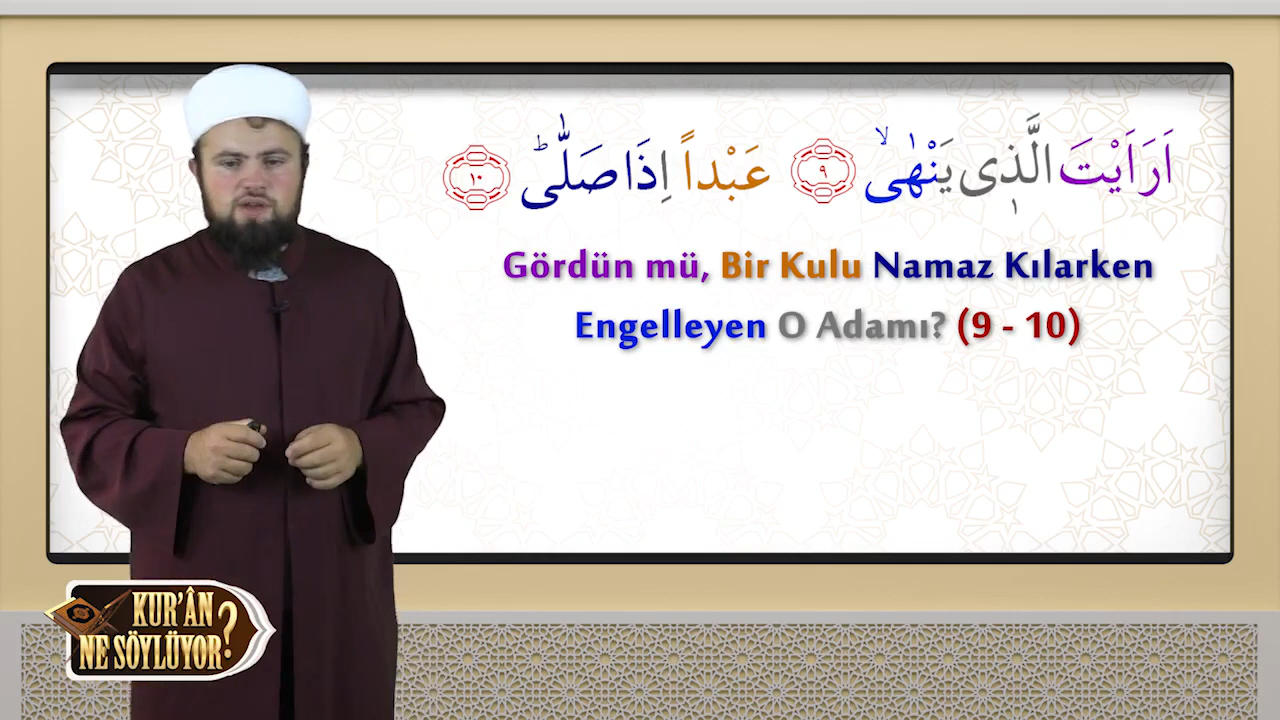 اَرَاَيْتَ الَّذ۪ي يَنْهٰىۙ ﴿٩﴾ عَبْداً اِذَا صَلّٰىۜ ﴿١٠﴾
Gördün mü, Bir Kulu Namaz Kılarken
Engelleyen O Adamı? (9 - 10)
KUR'ÂN
NE SÖYLÜYOR?